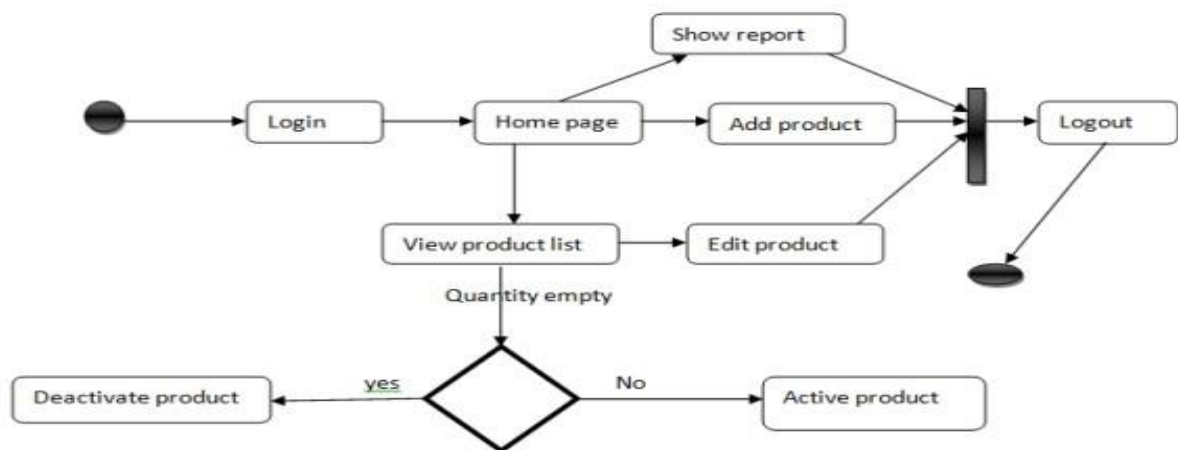 Show report
Login
Home page
Add product
Logout
View product list
Edit product
Quantity empty
yes
No
Deactivate product
Active product